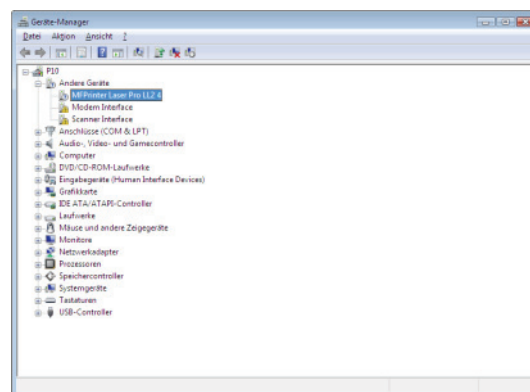 Geräte-Manager
Datei Aktion Ansicht ?
P10
Andere Geräte
MFPrinter Laser Pro LL2 4
Modem Interface
Scanner Interface
Anschlüsse (COM & LPT)
Audio-, Video- und Gamecontroller
Computer
DVD/CD-ROM-Laufwerke
Eingabegeräte (Human Interface Devices)
Grafikkarte
IDE ATA/ATAPI-Controller
Laufwerke
Mäuse und andere Zeigegeräte
Monitore
Netzwerkadapter
Prozessoren
Speichercontroller
Systemgeräte
Tastaturen
USB-Controller